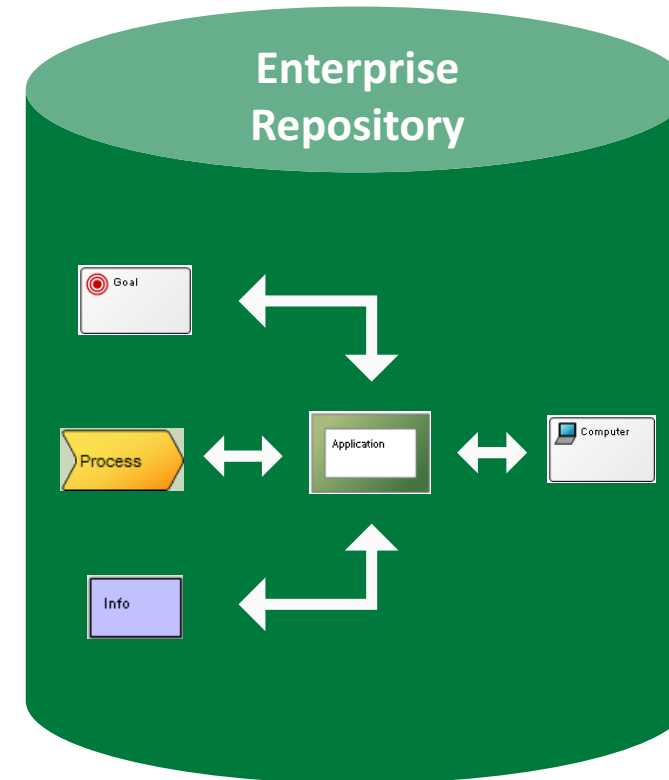 Enterprise
Repository
Goal
Process
Application
Computer
Info